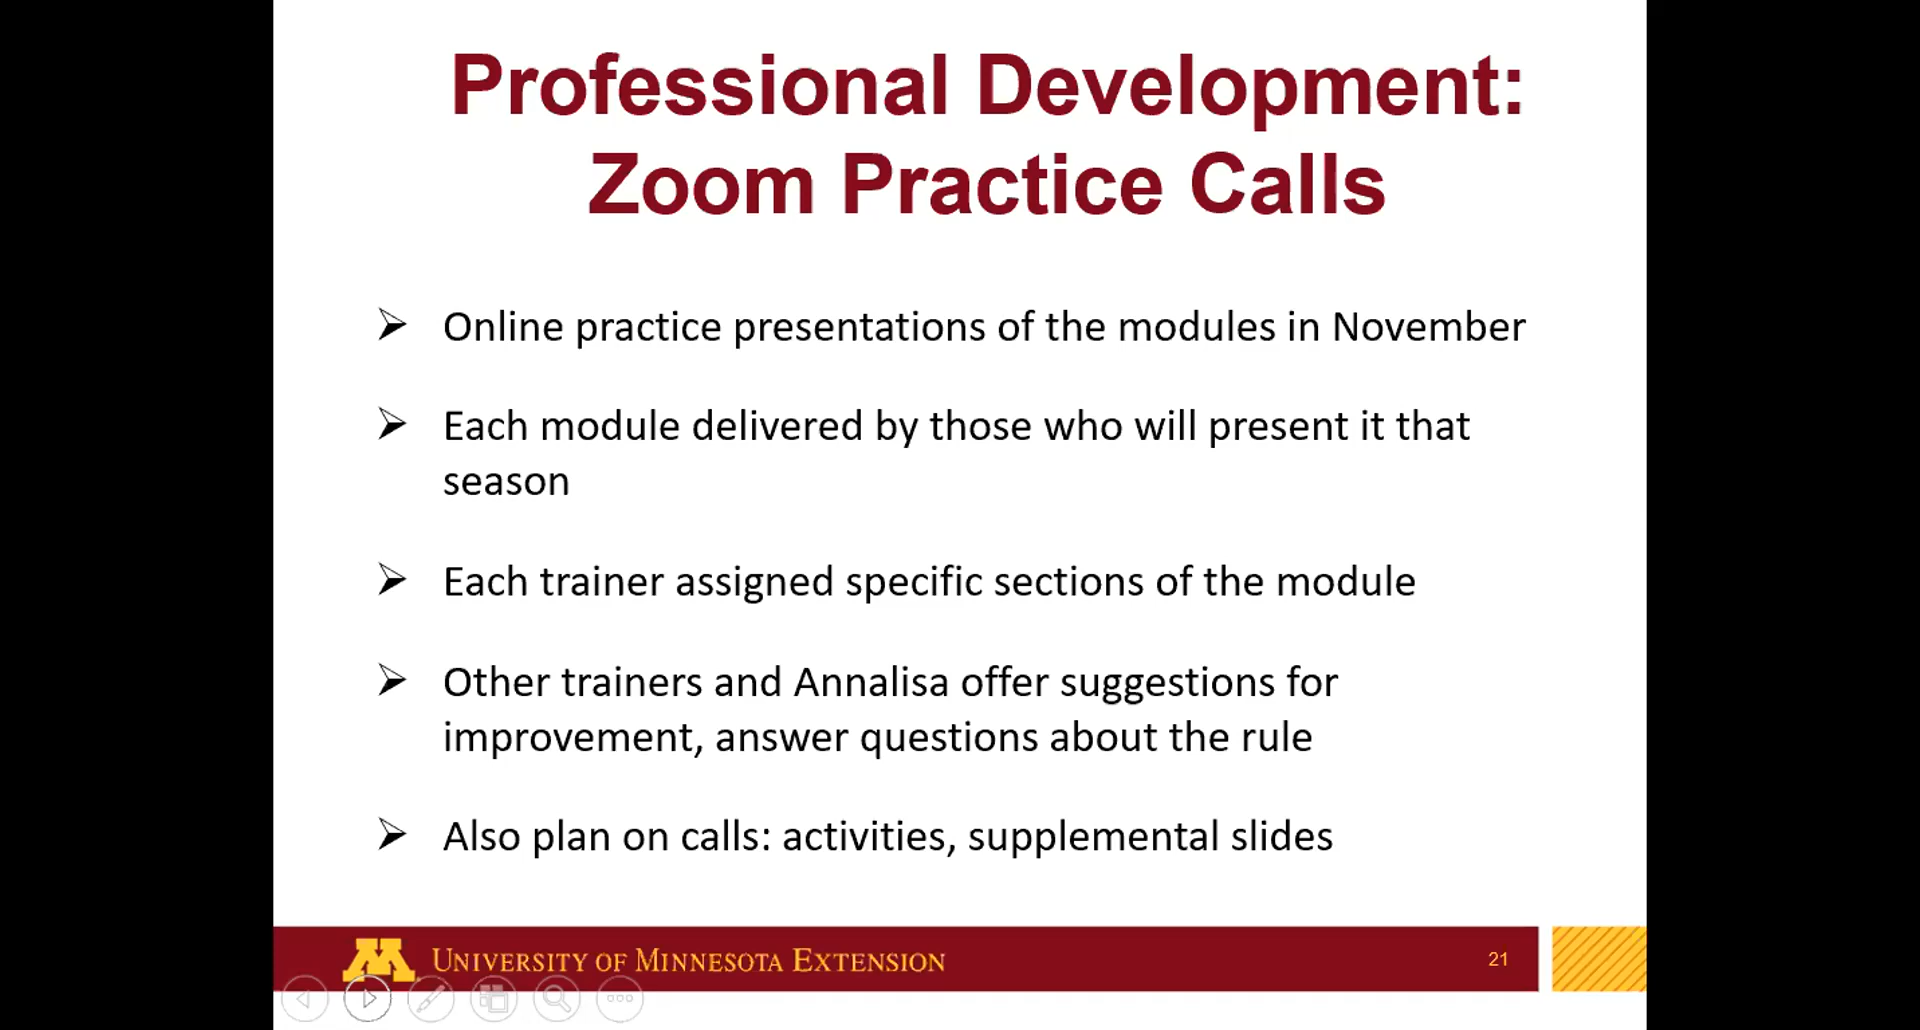 Professional Development:
Zoom Practice Calls
➢ Online practice presentations of the modules in November
➢ Each module delivered by those who will present it that
season
➢ Each trainer assigned specific sections of the module
➢ Other trainers and Annalisa offer suggestions for
improvement, answer questions about the rule
➢ Also plan on calls: activities, supplemental slides
M UNIVERSITY OF MINNESOTA EXTENSION
21